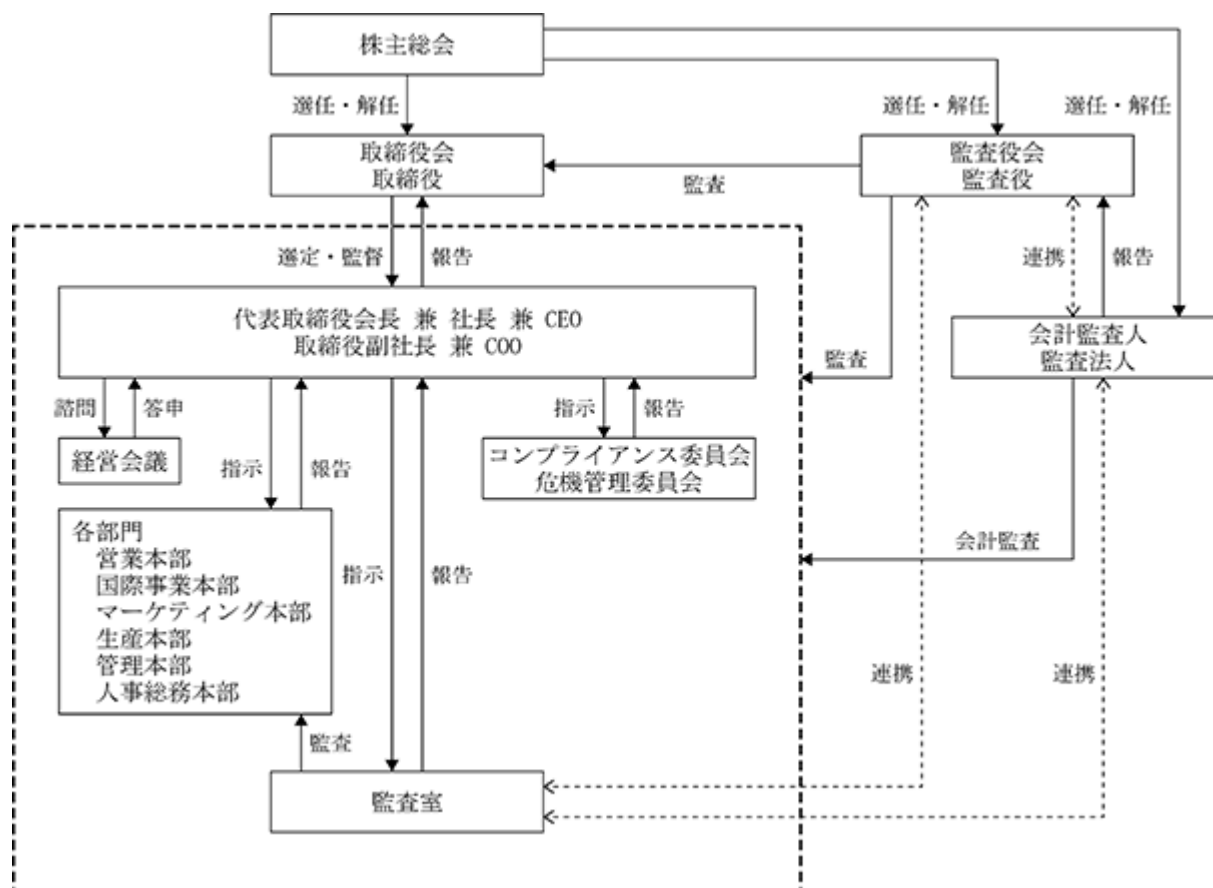 株主総会
選任・解任
選任・解任
選任・解任
取締役会
取締役
監査役会
監査役
監査
選定・監督
報告
連携
報告
代表取締役会長 兼 社長 兼 CEO
取締役副社長 兼 COO
会計監査人
監査法人
監査
諮問
答申
指示
報告
指示
報告
経営会議
コンプライアンス委員会
危機管理委員会
各部門
営業本部
国際事業本部
マーケティング本部
生産本部
管理本部
人事総務本部
指示
報告
会計監査
連携
連携
監査
監査室